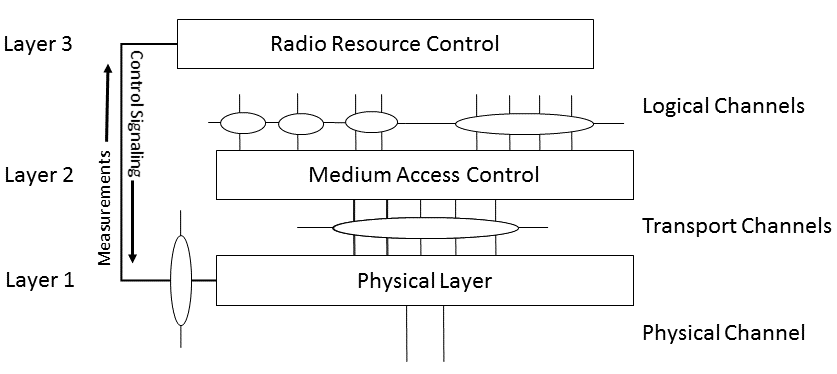 Layer 3
Radio Resource Control
Control Signaling
Measurements
Logical Channels
Layer 2
Medium Access Control
Transport Channels
Layer 1
Physical Layer
Physical Channel